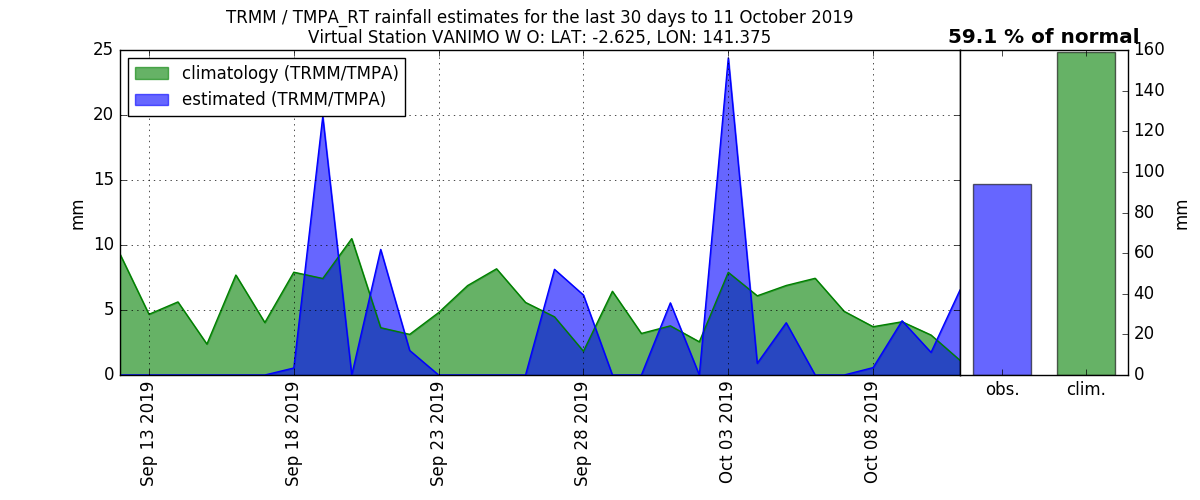 TRMM / TMPA_RT rainfall estimates for the last 30 days to 11 October 2019
Virtual Station VANIMO W O: LAT: -2.625, LON: 141.375
59.1 % of normal
climatology (TRMM/TMPA)
estimated (TRMM/TMPA)
25
20
15
10
5
0
mm
Sep 13 2019
Sep 18 2019
Sep 23 2019
Sep 28 2019
Oct 03 2019
Oct 08 2019
160
140
120
100
80
60
40
20
0
mm
obs.
clim.